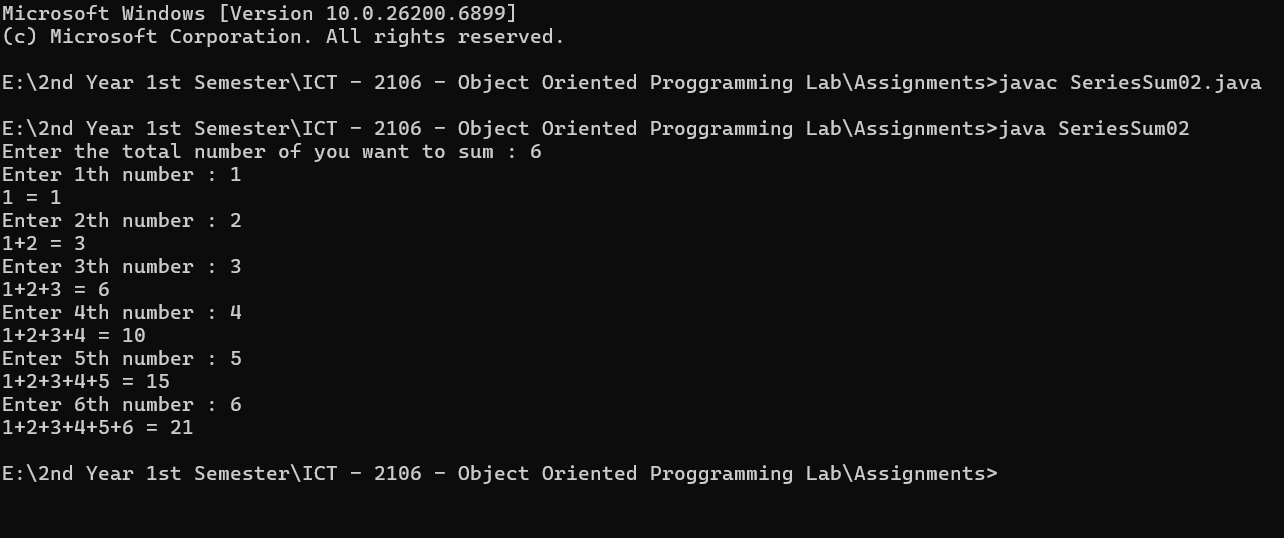 Microsoft Windows [Version 10.0.26200.6899]
(c) Microsoft Corporation. All rights reserved.
E:\2nd Year 1st Semester\ICT - 2106 - Object Oriented Proggramming Lab\Assignments>javac SeriesSum02.java
E:\2nd Year 1st Semester\ICT - 2106 - Object Oriented Proggramming Lab\Assignments>java SeriesSum02
Enter the total number of you want to sum : 6
Enter 1th number : 1
1 = 1
Enter 2th number : 2
1+2 = 3
Enter 3th number : 3
1+2+3 = 6
Enter 4th number : 4
1+2+3+4 = 10
Enter 5th number : 5
1+2+3+4+5 = 15
Enter 6th number : 6
1+2+3+4+5+6 = 21
E:\2nd Year 1st Semester\ICT - 2106 - Object Oriented Proggramming Lab\Assignments>